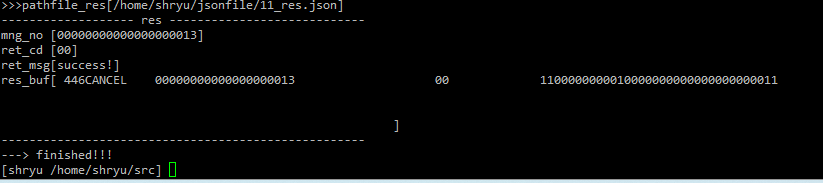 >>>pathfile_res[/home/shryu/jsonfile/11_res.json]
------------------- res -----------------------------
mng_no [00000000000000000013]
ret_cd [00]
ret_msg[success!]
res_buf[ 446CANCEL    00000000000000000013                    00             1100000000010000000000000000000011
]
----------------------------------------------------
---> finished!!!
[shryu /home/shryu/src]